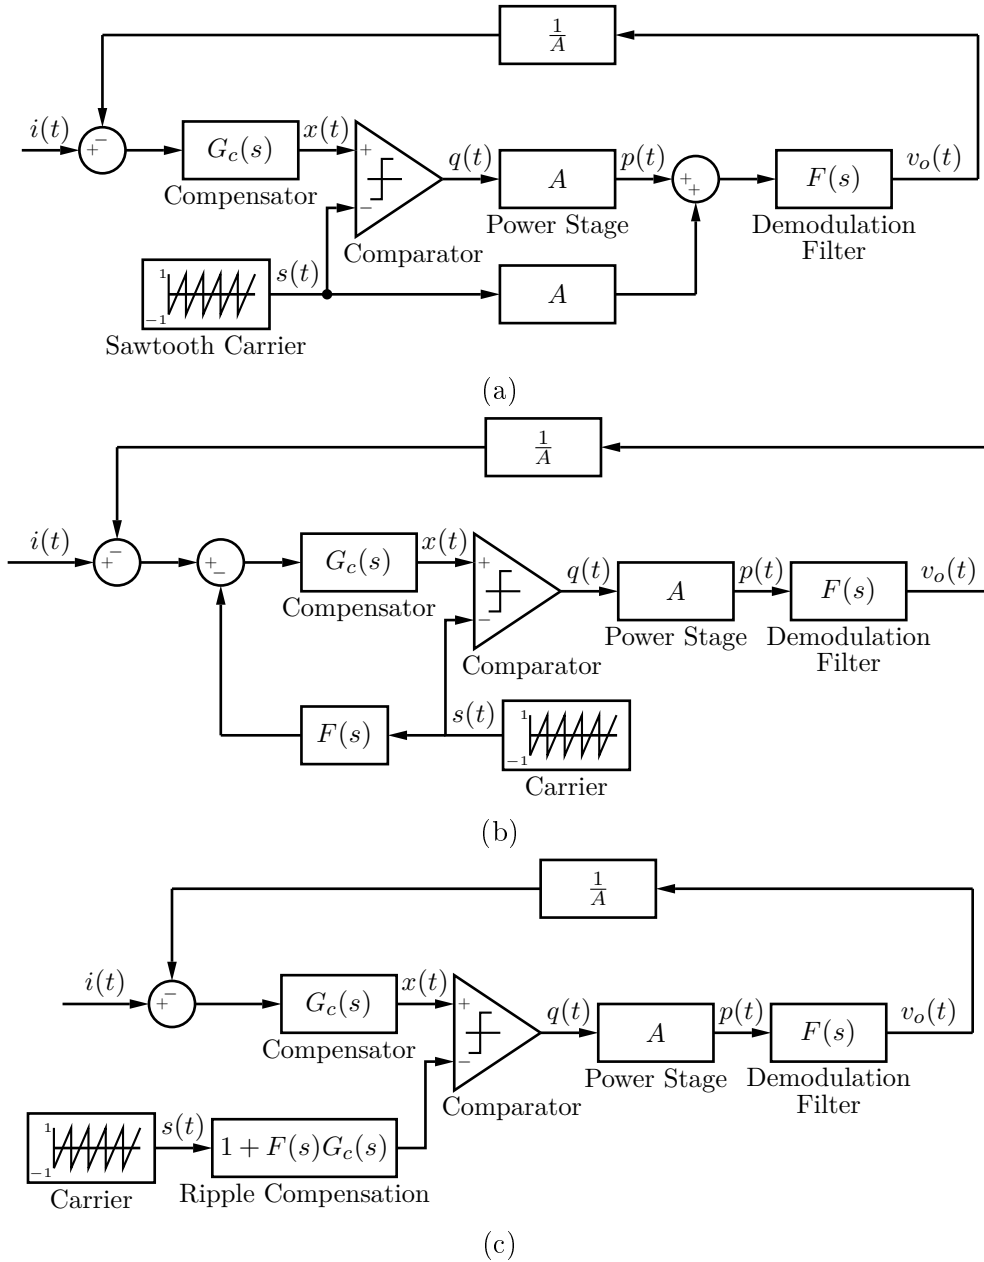 1/A
i(t)
+
−
G_c(s)
x(t)
Compensator
+
−
Comparator
q(t)
A
Power Stage
p(t)
+
+
F(s)
v_o(t)
Demodulation
Filter
1
−1
s(t)
Sawtooth Carrier
A
(a)
1/A
i(t)
+
−
+
−
G_c(s)
x(t)
Compensator
+
−
Comparator
q(t)
A
Power Stage
p(t)
F(s)
v_o(t)
Demodulation
Filter
F(s)
s(t)
1
−1
Carrier
(b)
1/A
i(t)
+
−
G_c(s)
x(t)
Compensator
+
−
Comparator
q(t)
A
Power Stage
p(t)
F(s)
v_o(t)
Demodulation
Filter
1
−1
s(t)
Carrier
1 + F(s)G_c(s)
Ripple Compensation
(c)